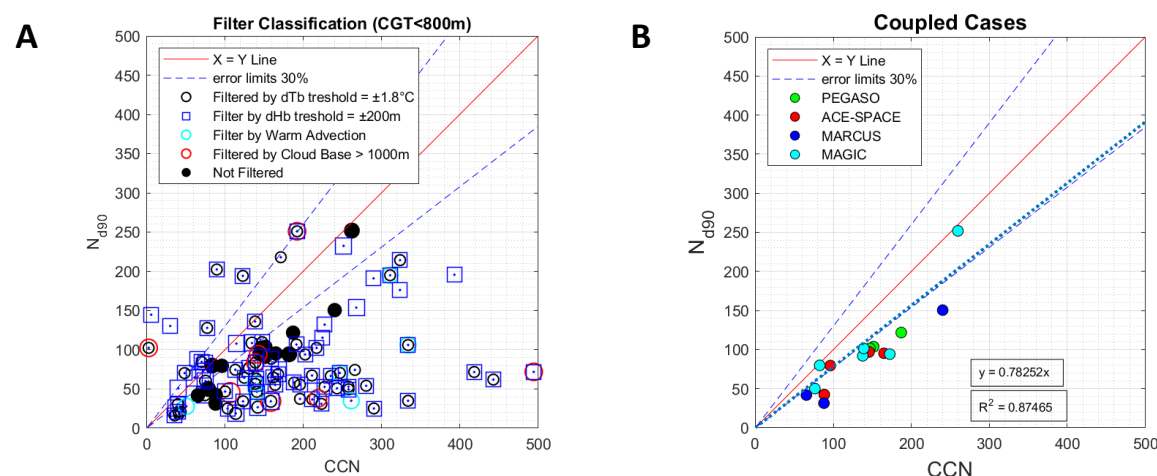 A
Filter Classification (CGT<800m)
500
450
400
350
300
250
200
150
100
50
0
N_d90
X = Y Line
error limits 30%
Filtered by dTb treshold = ±1.8°C
Filter by dHb treshold = ±200m
Filter by Warm Advection
Filtered by Cloud Base > 1000m
Not Filtered
0 100 200 300 400 500
CCN
B
Coupled Cases
500
450
400
350
300
250
200
150
100
50
0
N_d90
X = Y Line
error limits 30%
PEGASO
ACE-SPACE
MARCUS
MAGIC
y = 0.78252x
R² = 0.87465
0 100 200 300 400 500
CCN